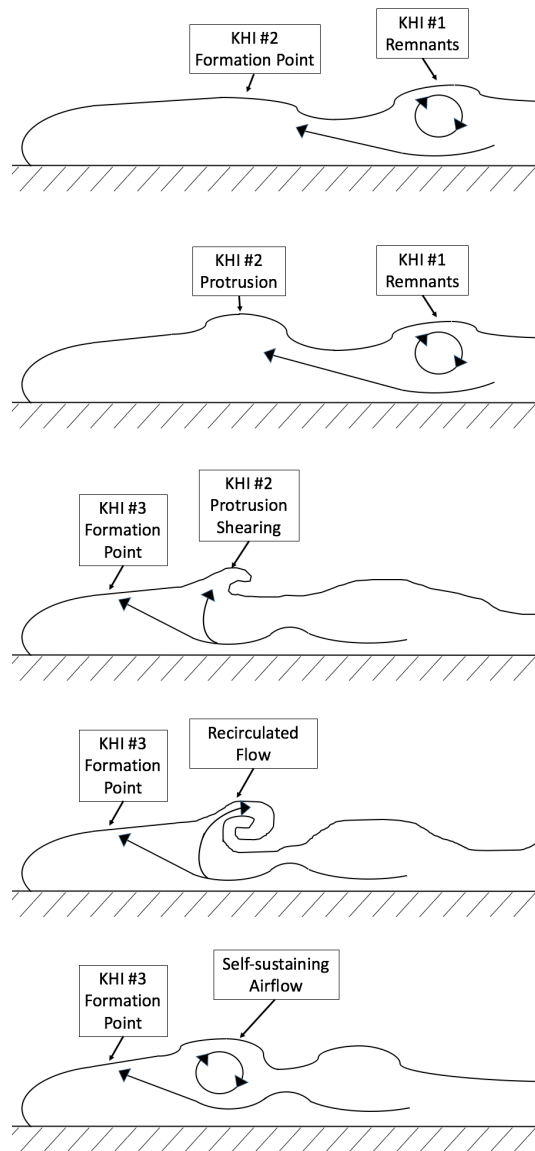 KHI #2
Formation Point
KHI #1
Remnants
KHI #2
Protrusion
KHI #1
Remnants
KHI #2
Protrusion
Shearing
KHI #3
Formation
Point
KHI #3
Formation
Point
Recirculated
Flow
KHI #3
Formation
Point
Self-sustaining
Airflow